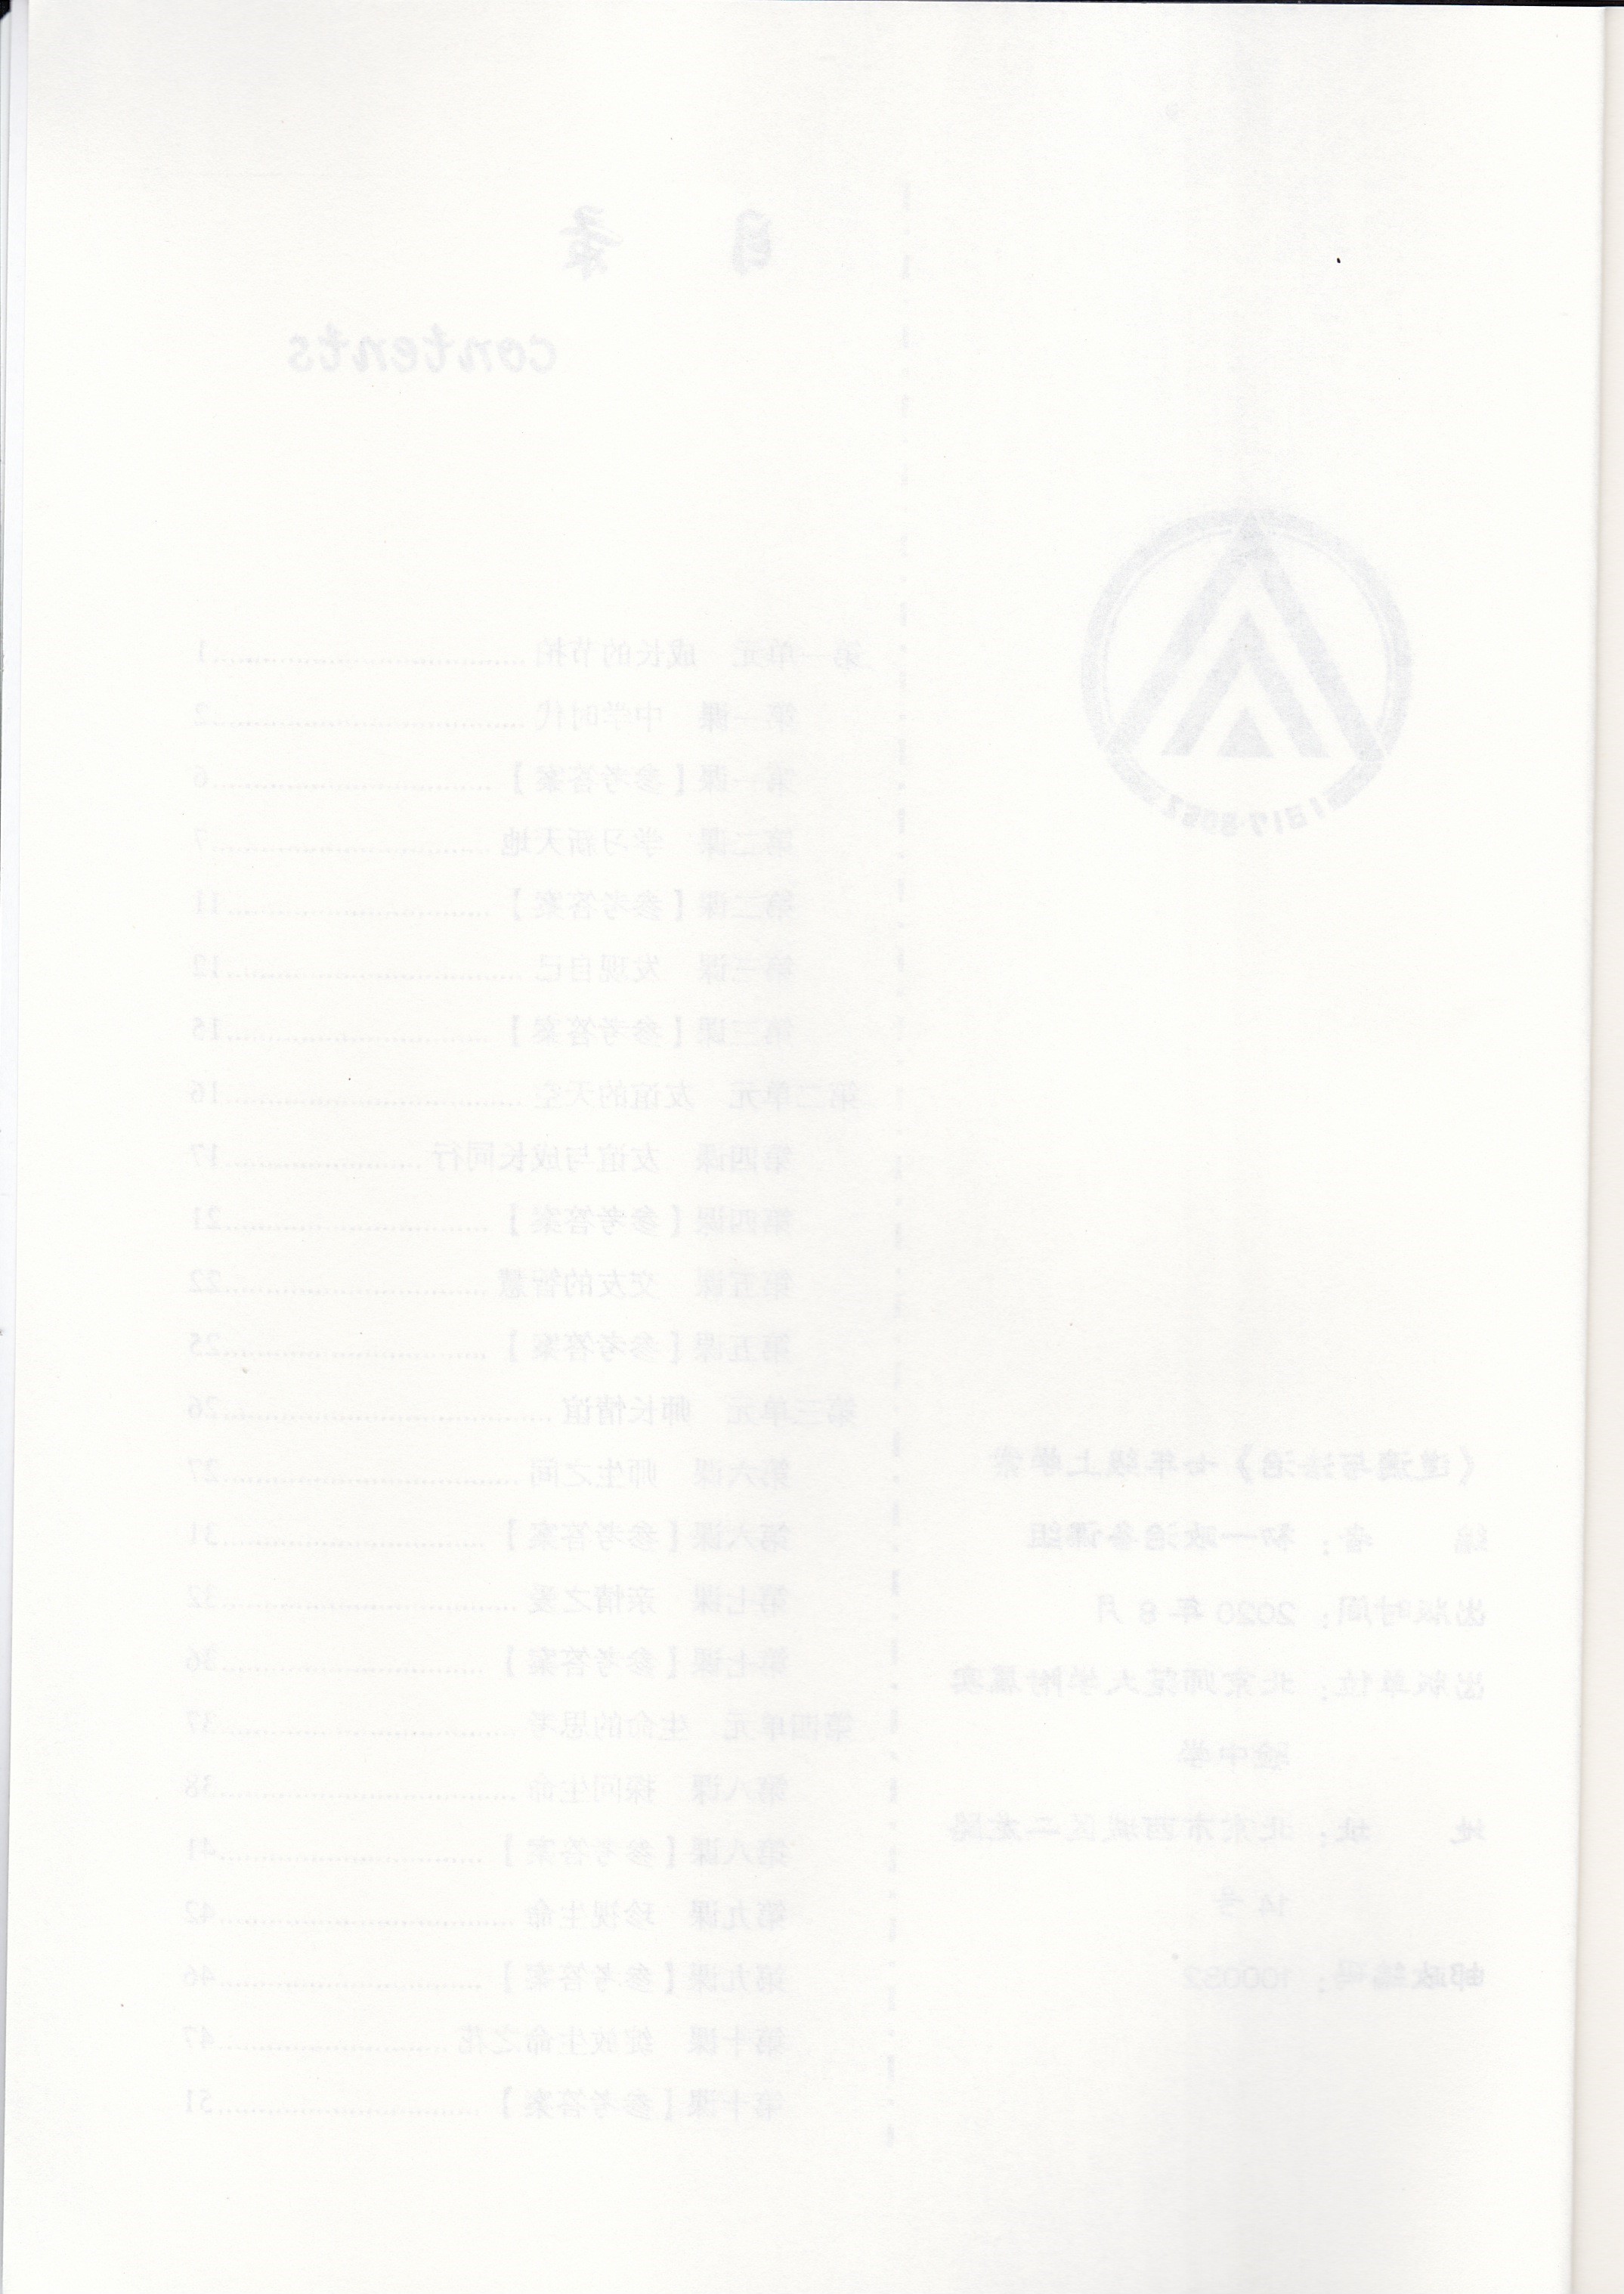 目 录
contents
第一单元 成长的节拍 1
第一课 中学时代 2
第一课【参考答案】 6
第二课 学习新天地 7
第二课【参考答案】 11
第三课 发现自己 12
第三课【参考答案】 15
第二单元 友谊的天空 16
第四课 友谊与成长同行 17
第四课【参考答案】 21
第五课 交友的智慧 22
第五课【参考答案】 25
第三单元 师长情谊 26
第六课 师生之间 27
第六课【参考答案】 31
第七课 亲情之爱 32
第七课【参考答案】 36
第四单元 生命的思考 37
第八课 探问生命 38
第八课【参考答案】 41
第九课 珍视生命 42
第九课【参考答案】 46
第十课 绽放生命之花 47
第十课【参考答案】 51
1917
《道德与法治》七年级上学案
编 者：初一政治备课组
出版时间：2020 年 8 月
出版单位：北京师范大学附属实
验中学
地 址：北京市西城区二龙路
14 号
邮政编码：100032